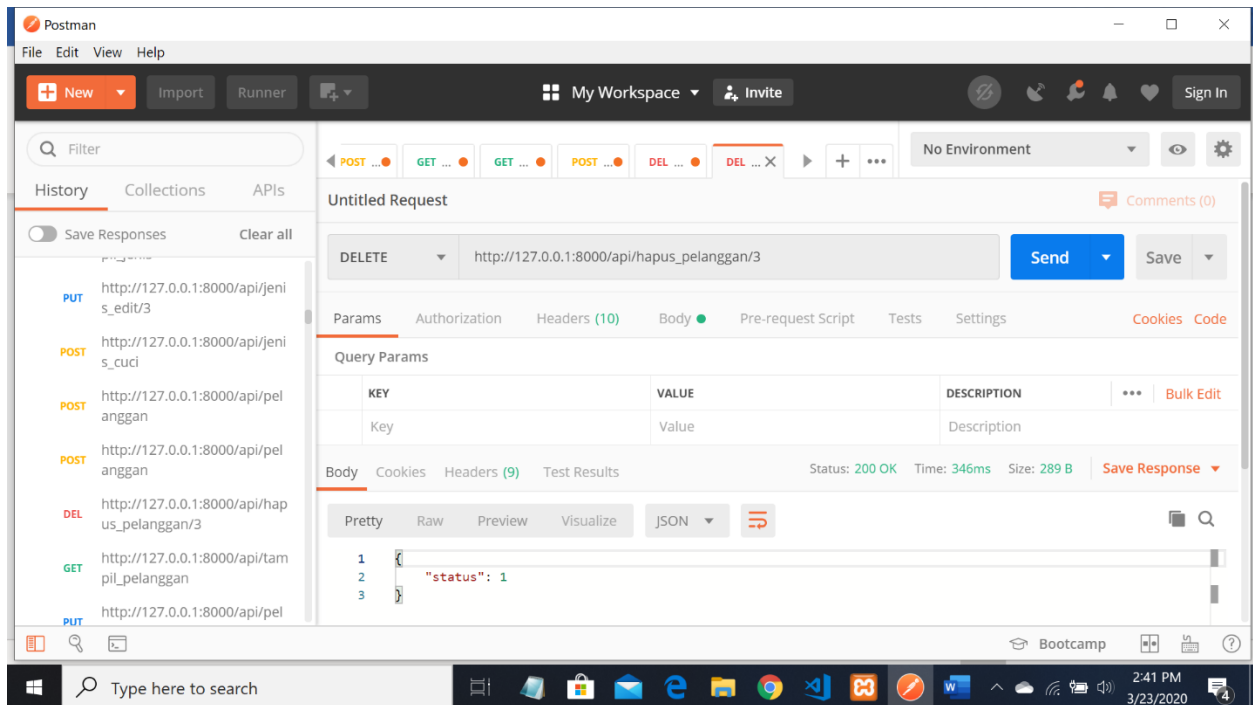 Postman
File Edit View Help
New Import Runner My Workspace Invite Sign In
Filter
History Collections APIs
Save Responses Clear all
PUT http://127.0.0.1:8000/api/jeni
s_edit/3
POST http://127.0.0.1:8000/api/jeni
s_cuci
POST http://127.0.0.1:8000/api/pel
anggan
POST http://127.0.0.1:8000/api/pel
anggan
DEL http://127.0.0.1:8000/api/hap
us_pelanggan/3
GET http://127.0.0.1:8000/api/tam
pil_pelanggan
PUT http://127.0.0.1:8000/api/pel
POST ... GET ... GET ... POST ... DEL ... DEL ... No Environment
Untitled Request Comments (0)
DELETE http://127.0.0.1:8000/api/hapus_pelanggan/3 Send Save
Params Authorization Headers (10) Body Pre-request Script Tests Settings Cookies Code
Query Params
KEY VALUE DESCRIPTION Bulk Edit
Key Value Description
Body Cookies Headers (9) Test Results Status: 200 OK Time: 346ms Size: 289 B Save Response
Pretty Raw Preview Visualize JSON
1 {
2 "status": 1
3 }
Bootcamp
Type here to search 2:41 PM
3/23/2020 4